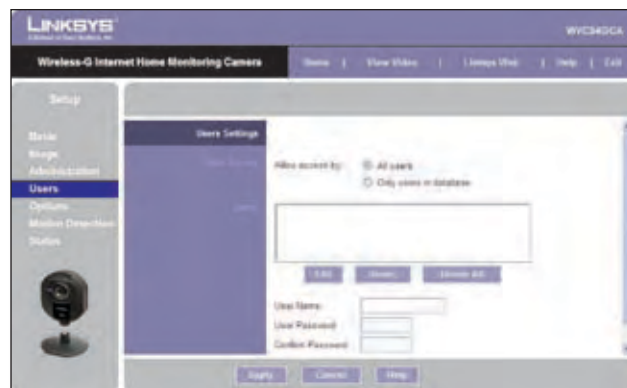 LINKSYS
WVC54GCA
Wireless-G Internet Home Monitoring Camera
Home | View Video | Linksys Web | Help | Exit
Setup
Basic
Image
Administration
Users
Options
Motion Detection
Status
Users Settings
Allow access by: All users
Only users in database
Users
Edit Delete All
User Name:
User Password:
Confirm Password:
Apply Cancel Help